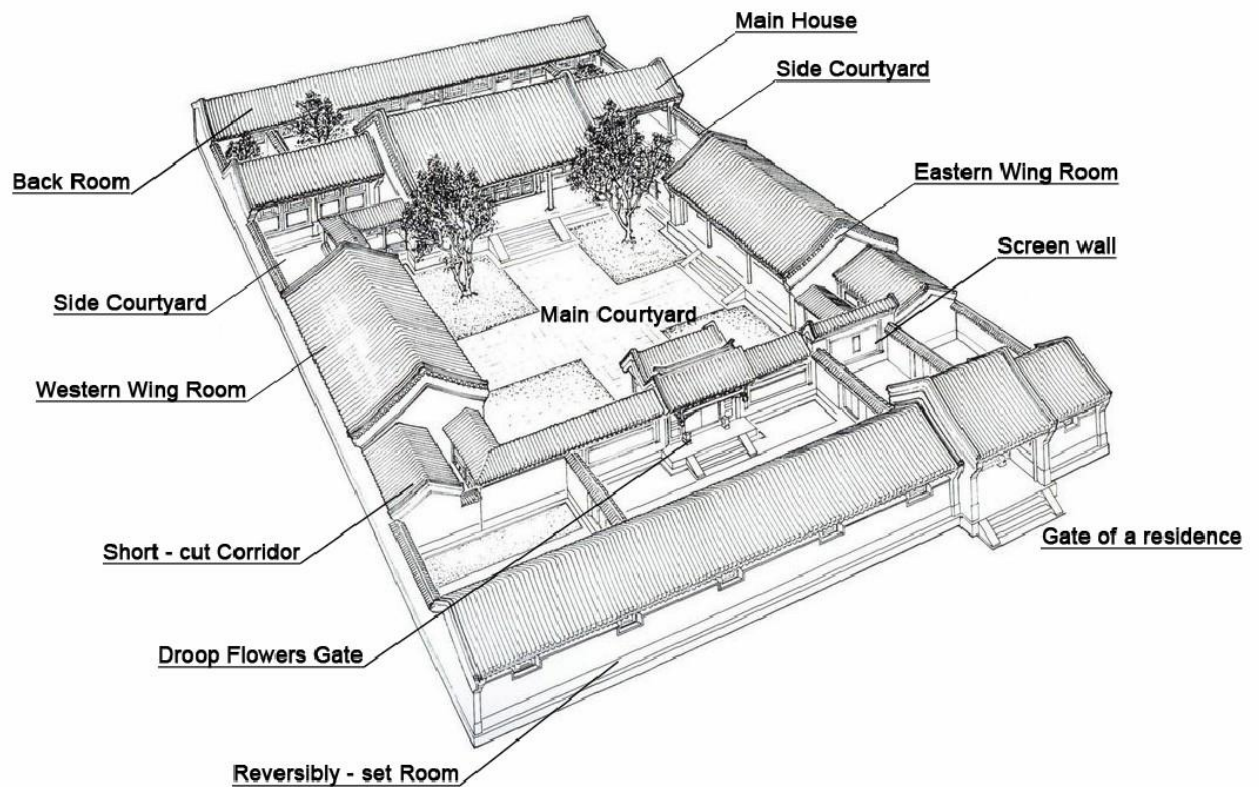 Main House
Side Courtyard
Back Room
Eastern Wing Room
Screen wall
Side Courtyard
Main Courtyard
Western Wing Room
Gate of a residence
Short - cut Corridor
Droop Flowers Gate
Reversibly - set Room